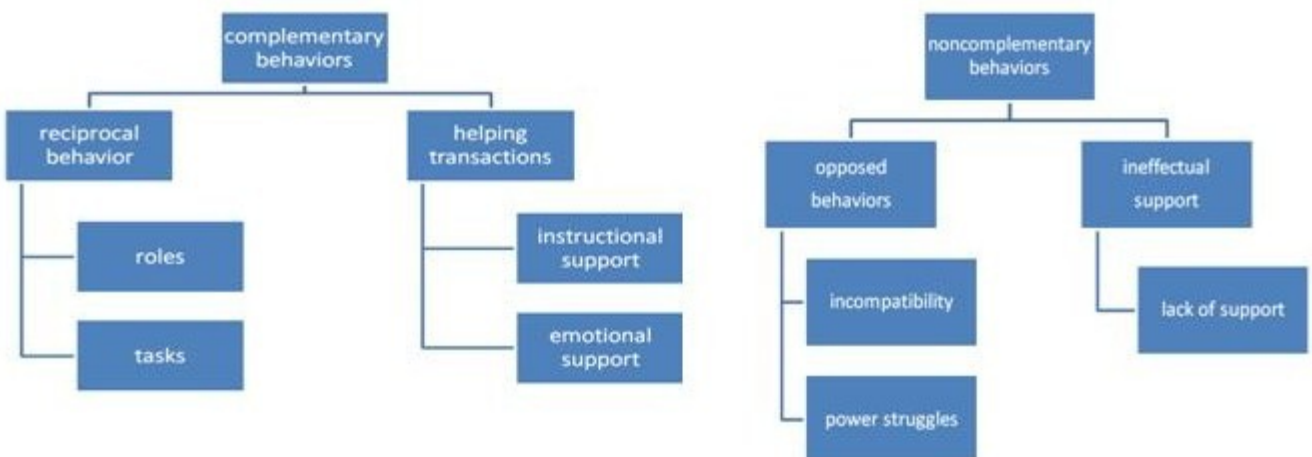 complementary
behaviors
reciprocal
behavior
helping
transactions
roles
instructional
support
tasks
emotional
support
noncomplementary
behaviors
opposed
behaviors
ineffectual
support
incompatibility
lack of support
power struggles